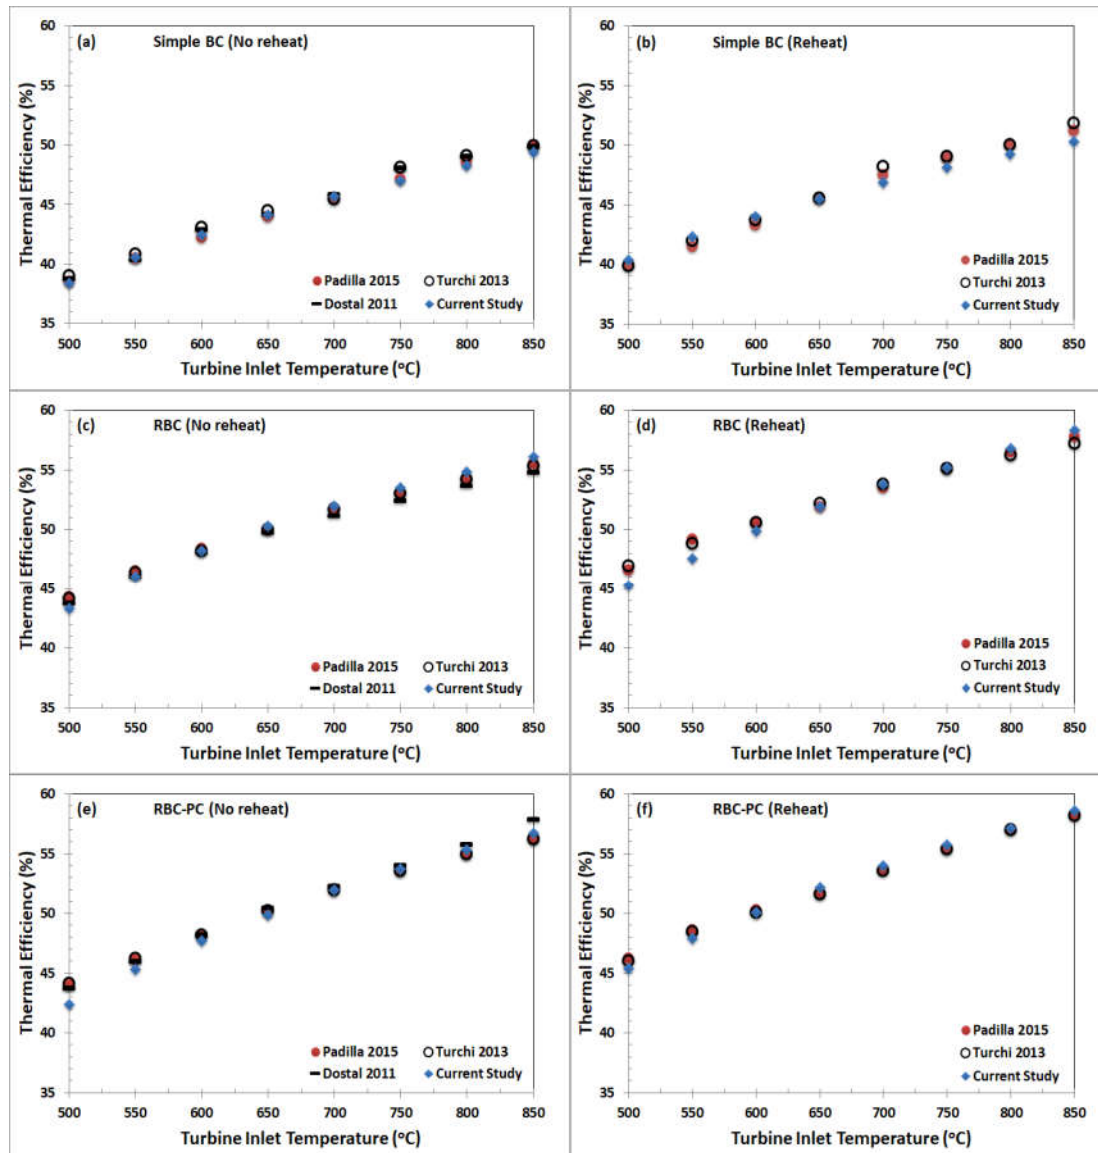 (a) Simple BC (No reheat)
Thermal Efficiency (%)
60
55
50
45
40
35
Padilla 2015 Turchi 2013
Dostal 2011 Current Study
500 550 600 650 700 750 800 850
Turbine Inlet Temperature (ºC)
(b) Simple BC (Reheat)
Thermal Efficiency (%)
60
55
50
45
40
35
Padilla 2015
Turchi 2013
Current Study
500 550 600 650 700 750 800 850
Turbine Inlet Temperature (ºC)
(c) RBC (No reheat)
Thermal Efficiency (%)
60
55
50
45
40
35
Padilla 2015 Turchi 2013
Dostal 2011 Current Study
500 550 600 650 700 750 800 850
Turbine Inlet Temperature (ºC)
(d) RBC (Reheat)
Thermal Efficiency (%)
60
55
50
45
40
35
Padilla 2015
Turchi 2013
Current Study
500 550 600 650 700 750 800 850
Turbine Inlet Temperature (ºC)
(e) RBC-PC (No reheat)
Thermal Efficiency (%)
60
55
50
45
40
35
Padilla 2015 Turchi 2013
Dostal 2011 Current Study
500 550 600 650 700 750 800 850
Turbine Inlet Temperature (ºC)
(f) RBC-PC (Reheat)
Thermal Efficiency (%)
60
55
50
45
40
35
Padilla 2015
Turchi 2013
Current Study
500 550 600 650 700 750 800 850
Turbine Inlet Temperature (ºC)